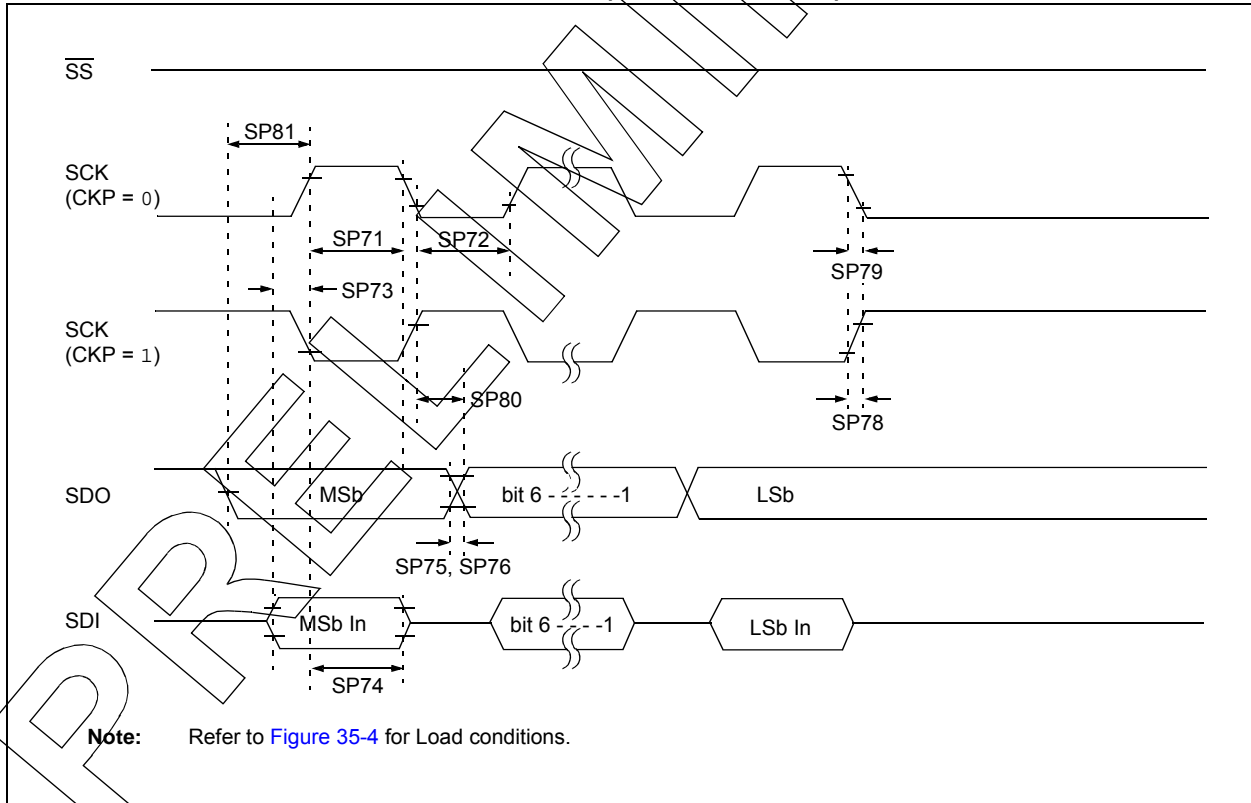 SS
SP81
SCK
(CKP = 0)
SP71
SP72
SP79
SP73
SCK
(CKP = 1)
SP80
SP78
SDO
MSb
bit 6 - - - - - - -1
LSb
SP75, SP76
SDI
MSb In
bit 6 - - - - -1
LSb In
SP74
Note: Refer to Figure 35-4 for Load conditions.
PRELIMI